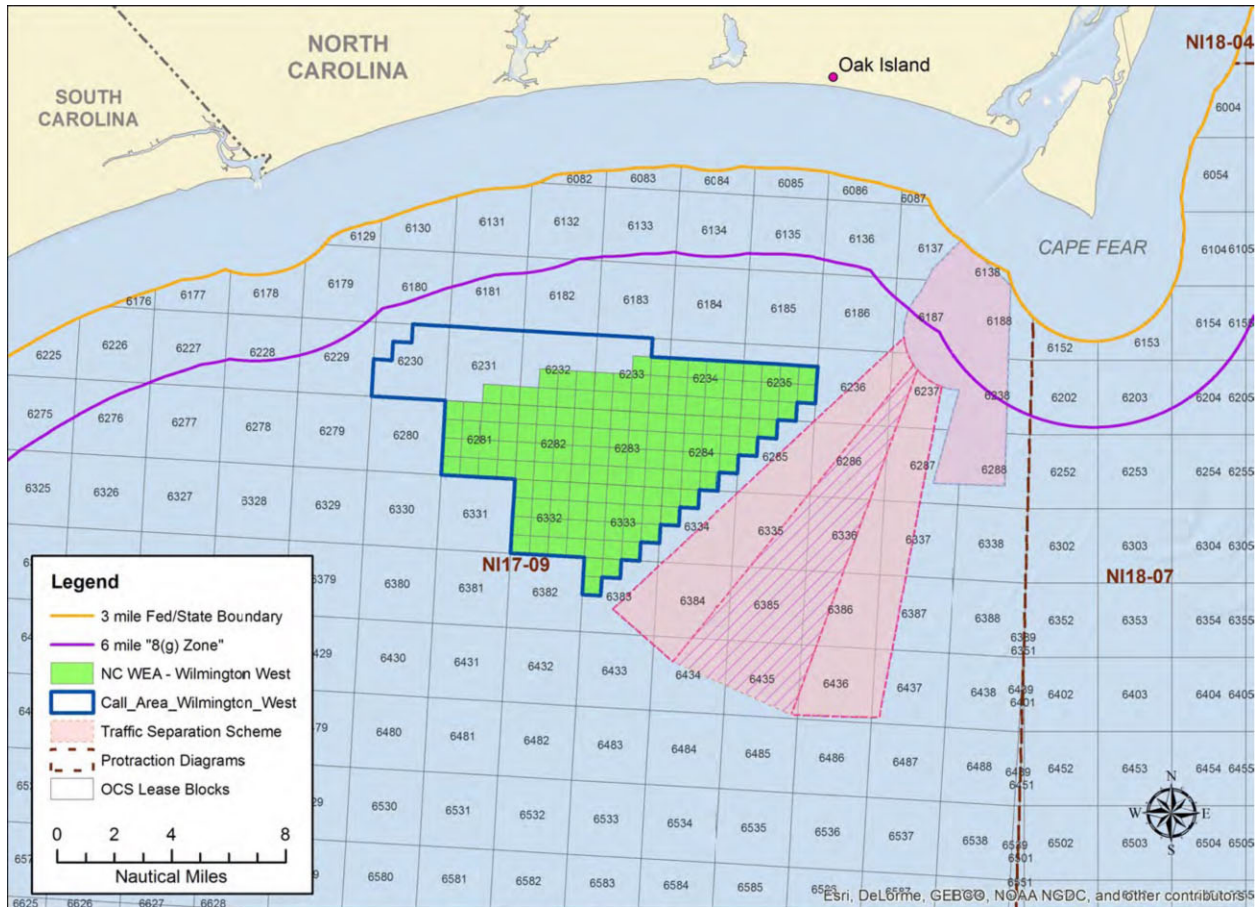 NORTH
CAROLINA
SOUTH
CAROLINA
Oak Island
NI18-04
CAPE FEAR
6004
6054
6082 6083 6084 6085 6086 6087
6104 6105
6129 6130 6131 6132 6133 6134 6135 6136 6137 6138
6154
6152 6153
6176 6177 6178 6179 6180 6181 6182 6183 6184 6185 6186 6187 6188
6225 6226 6227 6228 6229 6230 6231 6232 6233 6234 6235 6236 6237 6238
6202 6203 6204 6205
6275 6276 6277 6278 6279 6280 6281 6282 6283 6284 6285 6286 6287 6288
6252 6253 6254 6255
6325 6326 6327 6328 6329 6330 6331 6332 6333 6334 6335 6336 6337 6338
6302 6303 6304 6305
NI17-09
NI18-07
6380 6381 6382 6383 6384 6385 6386 6387 6388 6389
6351 6352 6353 6354 6355
6430 6431 6432 6433 6434 6435 6436 6437 6438
6401 6402 6403 6404 6405
6480 6481 6482 6483 6484 6485 6486 6487 6488 6489
6451 6452 6453 6454 6455
6530 6531 6532 6533 6534 6535 6536 6537 6538
6501 6502 6503 6504 6505
6580 6581 6582 6583 6584 6585
6625 6626 6627 6628
Legend
3 mile Fed/State Boundary
6 mile "8(g) Zone"
NC WEA - Wilmington West
Call_Area_Wilmington_West
Traffic Separation Scheme
Protraction Diagrams
OCS Lease Blocks
0 2 4 8
Nautical Miles
N
W E
S
Esri, DeLorme, GEBCO, NOAA NGDC, and other contributors